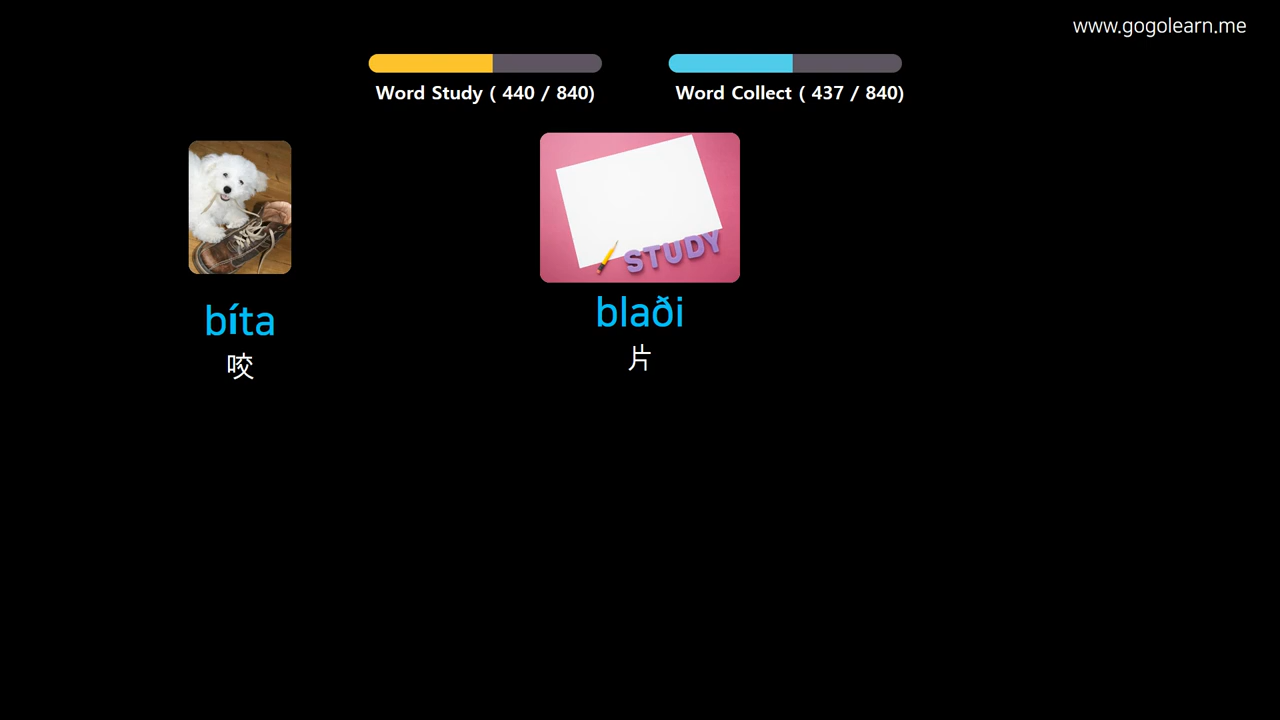 www.gogolearn.me
Word Study ( 440 / 840)
Word Collect ( 437 / 840)
STUDY
bíta
咬
blaði
片